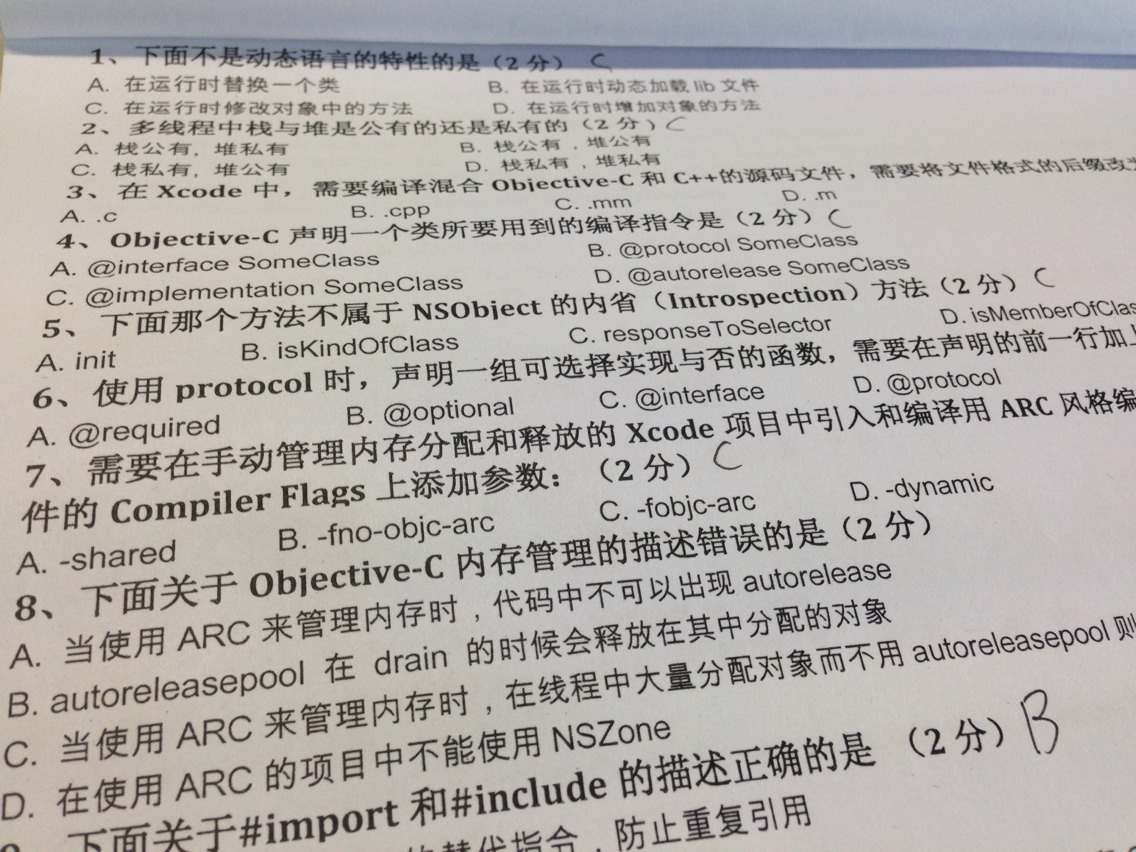 1、下面不是动态语言的特性的是（2 分） C
A. 在运行时替换一个类 B. 在运行时动态加载 lib 文件
C. 在运行时修改对象中的方法 D. 在运行时增加对象的方法
2、多线程中栈与堆是公有的还是私有的（2 分） C
A. 栈公有, 堆私有 B. 栈公有，堆公有
C. 栈私有, 堆公有 D. 栈私有，堆私有
3、在 Xcode 中，需要编译混合 Objective-C 和 C++的源码文件，需要将文件格式的后缀改为
A. .c B. .cpp C. .mm D. .m
4、Objective-C 声明一个类所要用到的编译指令是（2 分） C
A. @interface SomeClass B. @protocol SomeClass
C. @implementation SomeClass D. @autorelease SomeClass
5、下面那个方法不属于 NSObject 的内省（Introspection）方法（2 分） C
A. init B. isKindOfClass C. responseToSelector D. isMemberOfClas
6、使用 protocol 时，声明一组可选择实现与否的函数，需要在声明的前一行加上
A. @required B. @optional C. @interface D. @protocol
7、需要在手动管理内存分配和释放的 Xcode 项目中引入和编译用 ARC 风格编
件的 Compiler Flags 上添加参数：（2 分） C
A. -shared B. -fno-objc-arc C. -fobjc-arc D. -dynamic
8、下面关于 Objective-C 内存管理的描述错误的是（2 分）
A. 当使用 ARC 来管理内存时，代码中不可以出现 autorelease
B. autoreleasepool 在 drain 的时候会释放在其中分配的对象
C. 当使用 ARC 来管理内存时，在线程中大量分配对象而不用 autoreleasepool 则
D. 在使用 ARC 的项目中不能使用 NSZone
下面关于#import 和#include 的描述正确的是 （2 分） B
的替代指令，防止重复引用